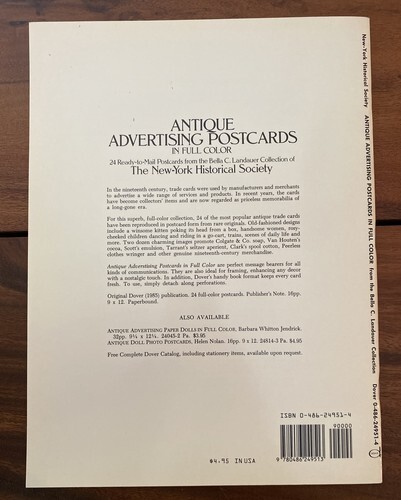 ANTIQUE
ADVERTISING POSTCARDS
IN FULL COLOR
24 Ready-to-Mail Postcards from the Bella C. Landauer Collection of
The New-York Historical Society
In the nineteenth century, trade cards were used by manufacturers and merchants
to advertise a wide range of services and products. In recent years, the cards
have become collectors' items and are now regarded as priceless memorabilia of
a long-gone era.
For this superb, full-color collection, 24 of the most popular antique trade cards
have been reproduced in postcard form from rare originals. Old-fashioned designs
include a winsome kitten poking its head from a box, handsome women, rosy-
cheeked children dancing and riding in a go-cart, trains, scenes of daily life and
more. Two dozen charming images promote Colgate & Co. soap, Van Houten's
cocoa, Scott's emulsion, Tarrant's seltzer aperient, Clark's spool cotton, Peerless
clothes wringer and other genuine nineteenth-century merchandise.
Antique Advertising Postcards in Full Color are perfect message bearers for all
kinds of communications. They are also ideal for framing, enhancing any decor
with a nostalgic touch. In addition, Dover's handy book format keeps every card
fresh. To use, simply detach along perforations.
Original Dover (1985) publication. 24 full-color postcards. Publisher's Note. 16pp.
9 x 12. Paperbound.
ALSO AVAILABLE
ANTIQUE ADVERTISING PAPER DOLLS IN FULL COLOR, Barbara Whitton Jendrick.
32pp. 9¼ x 12¼. 24045-2 Pa. $3.95
ANTIQUE DOLL PHOTO POSTCARDS, Helen Nolan. 16pp. 9 x 12. 24814-3 Pa. $4.95
Free Complete Dover Catalog, including stationery items, available upon request.
ISBN 0-486-24951-4
90000
9 780486 249513
$4.95 IN USA
New-York Historical Society ANTIQUE ADVERTISING POSTCARDS IN FULL COLOR from the Bella C. Landauer Collection Dover 0-486-24951-4